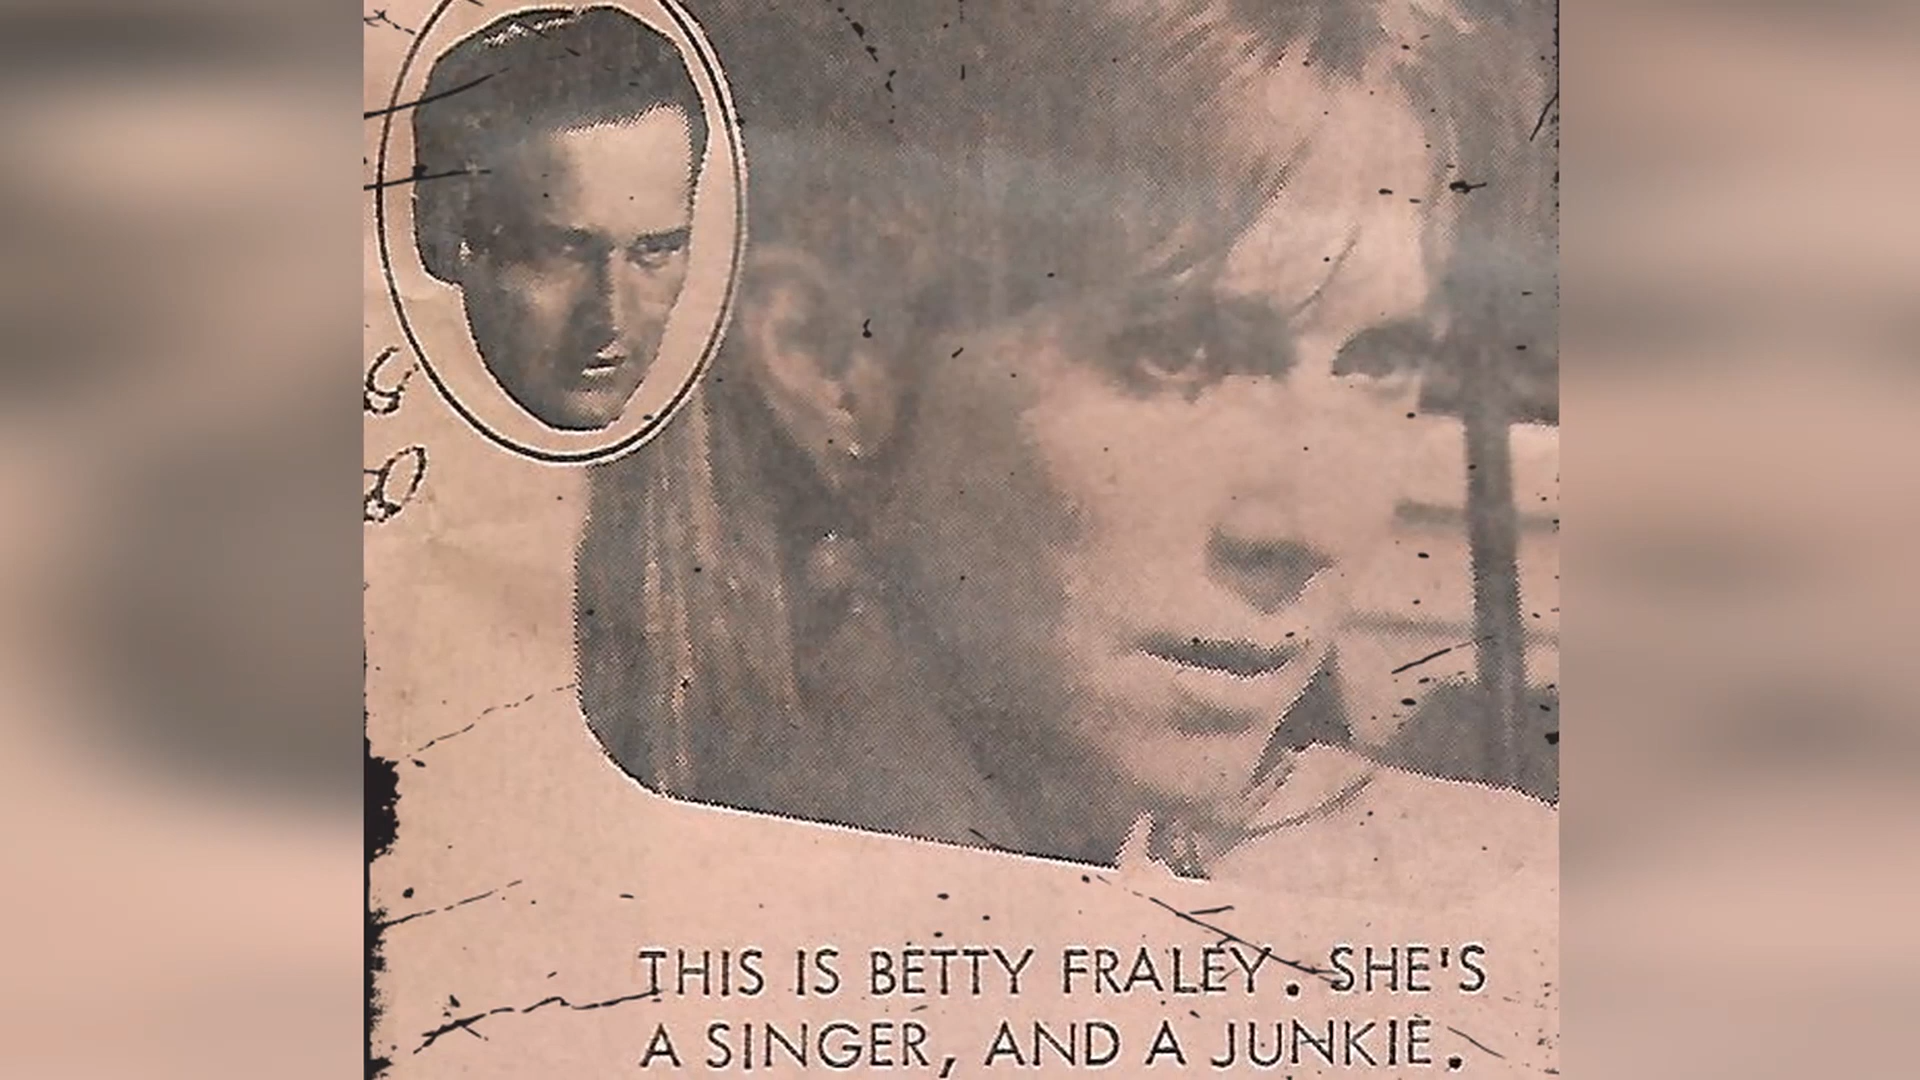 THIS IS BETTY FRALEY. SHE'S
A SINGER, AND A JUNKIE.